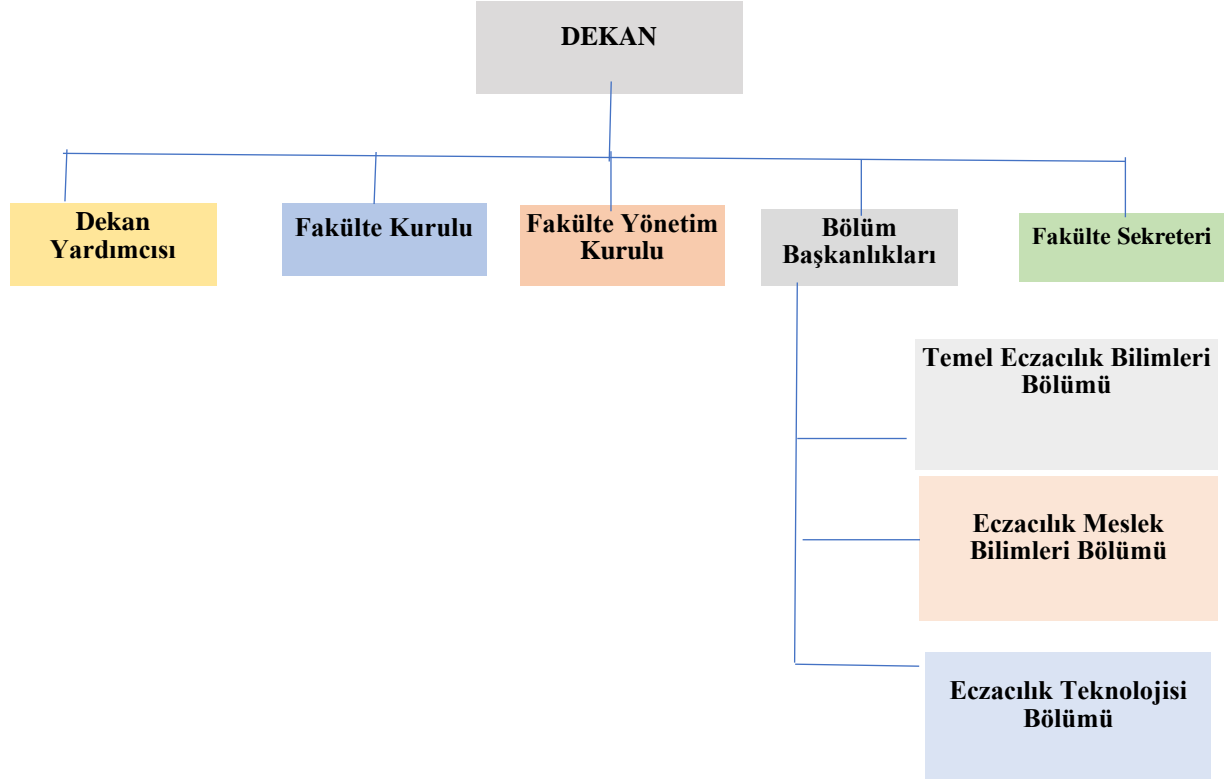 DEKAN
Dekan
Yardımcısı
Fakülte Kurulu
Fakülte Yönetim
Kurulu
Bölüm
Başkanlıkları
Fakülte Sekreteri
Temel Eczacılık Bilimleri
Bölümü
Eczacılık Meslek
Bilimleri Bölümü
Eczacılık Teknolojisi
Bölümü